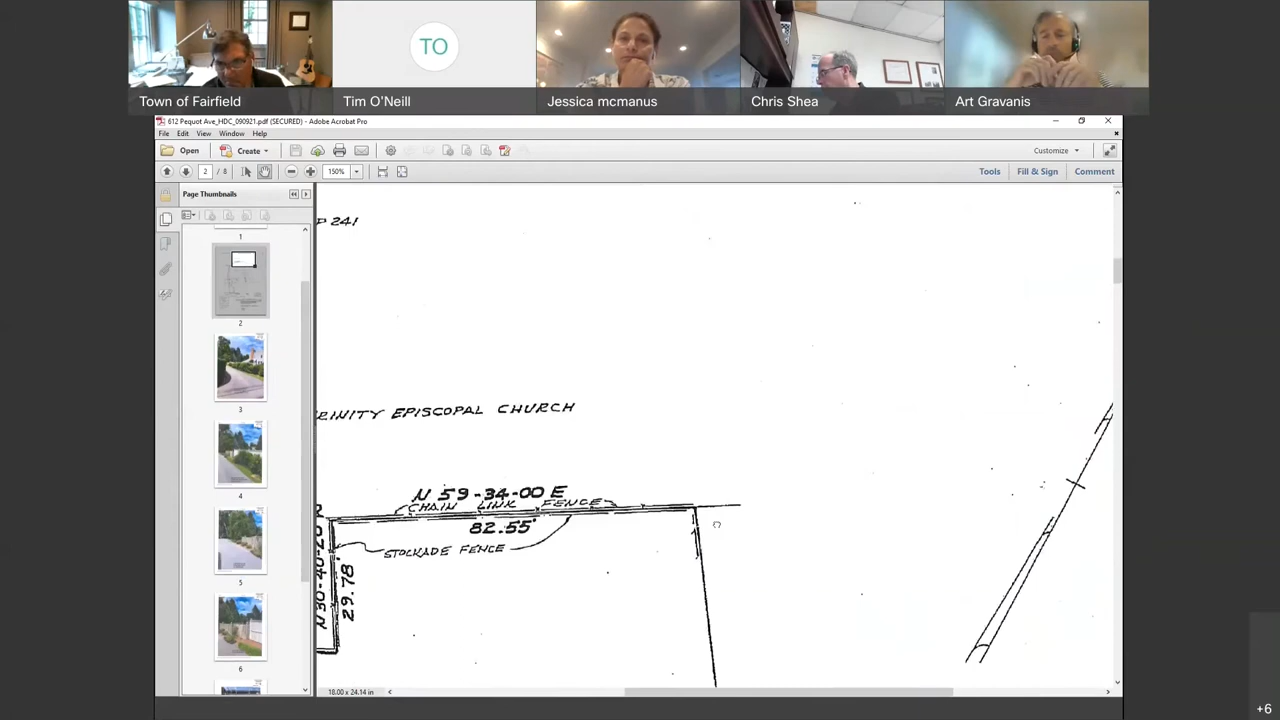 TO
Town of Fairfield
Tim O'Neill
Jessica mcmanus
Chris Shea
Art Gravanis
612 Pequot Ave_HDC_090921.pdf (SECURED) - Adobe Acrobat Pro
File Edit View Window Help
Open Create Customize
2 / 8 150% Tools Fill & Sign Comment
Page Thumbnails
1
2
3
4
5
6
P 241
RINITY EPISCOPAL CHURCH
N 59-34-00 E
CHAIN LINK FENCE
82.55'
STOCKADE FENCE
N 30-40-20 W
29.78'
18.00 x 24.14 in
+6